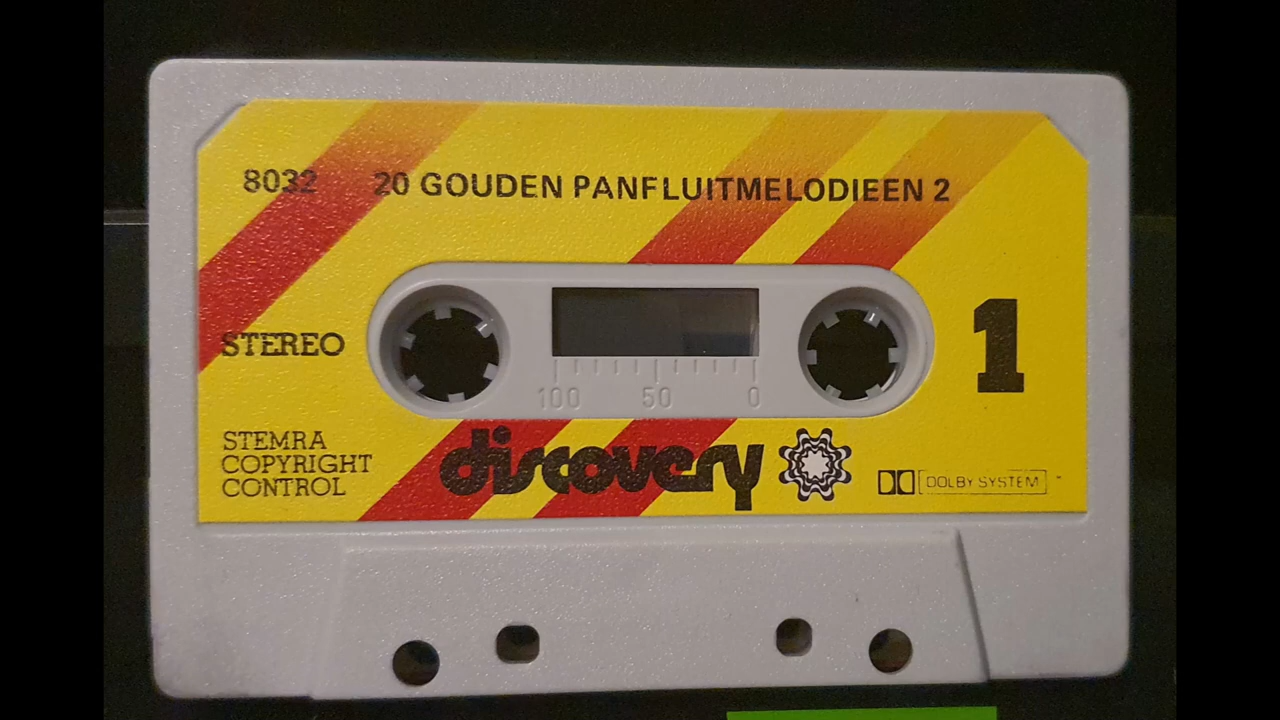 8032 20 GOUDEN PANFLUITMELODIEEN 2
STEREO
1
100 50 0
STEMRA
COPYRIGHT
CONTROL
discovery
DOLBY SYSTEM